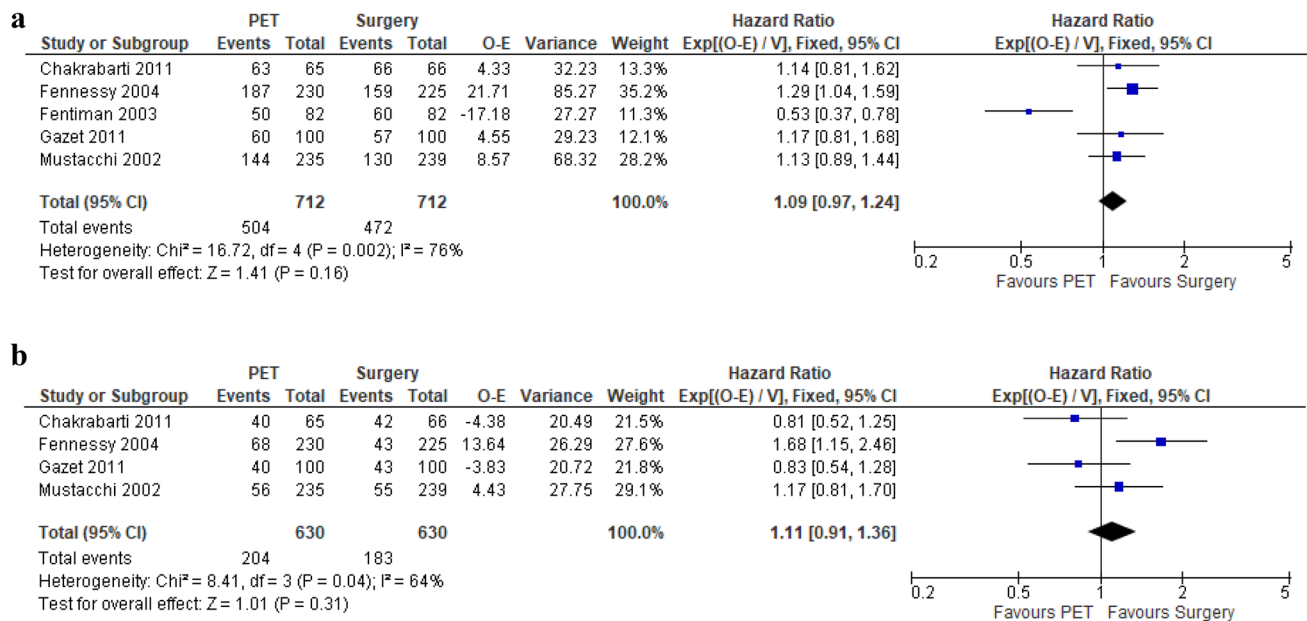 a
PET Surgery Hazard Ratio Hazard Ratio
Study or Subgroup Events Total Events Total O-E Variance Weight Exp[(O-E) / V], Fixed, 95% CI Exp[(O-E) / V], Fixed, 95% CI
Chakrabarti 2011 63 65 66 66 4.33 32.23 13.3% 1.14 [0.81, 1.62]
Fennessy 2004 187 230 159 225 21.71 85.27 35.2% 1.29 [1.04, 1.59]
Fentiman 2003 50 82 60 82 -17.18 27.27 11.3% 0.53 [0.37, 0.78]
Gazet 2011 60 100 57 100 4.55 29.23 12.1% 1.17 [0.81, 1.68]
Mustacchi 2002 144 235 130 239 8.57 68.32 28.2% 1.13 [0.89, 1.44]
Total (95% CI) 712 712 100.0% 1.09 [0.97, 1.24]
Total events 504 472
Heterogeneity: Chi² = 16.72, df = 4 (P = 0.002); I² = 76%
Test for overall effect: Z = 1.41 (P = 0.16)
0.2 0.5 1 2 5
Favours PET Favours Surgery
b
PET Surgery Hazard Ratio Hazard Ratio
Study or Subgroup Events Total Events Total O-E Variance Weight Exp[(O-E) / V], Fixed, 95% CI Exp[(O-E) / V], Fixed, 95% CI
Chakrabarti 2011 40 65 42 66 -4.38 20.49 21.5% 0.81 [0.52, 1.25]
Fennessy 2004 68 230 43 225 13.64 26.29 27.6% 1.68 [1.15, 2.46]
Gazet 2011 40 100 43 100 -3.83 20.72 21.8% 0.83 [0.54, 1.28]
Mustacchi 2002 56 235 55 239 4.43 27.75 29.1% 1.17 [0.81, 1.70]
Total (95% CI) 630 630 100.0% 1.11 [0.91, 1.36]
Total events 204 183
Heterogeneity: Chi² = 8.41, df = 3 (P = 0.04); I² = 64%
Test for overall effect: Z = 1.01 (P = 0.31)
0.2 0.5 1 2 5
Favours PET Favours Surgery